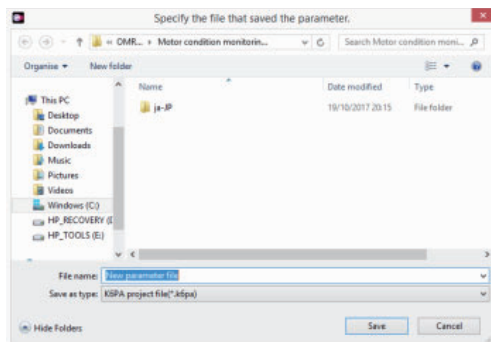 Specify the file that saved the parameter.
« OMR... ▸ Motor condition monitorin...
Search Motor condition moni...
Organise ▾ New folder
Name Date modified Type
This PC
Desktop
Documents
Downloads
Music
Pictures
Videos
Windows (C:)
HP_RECOVERY (D
HP_TOOLS (E:)
ja-JP 19/10/2017 20:15 File folder
File name: New parameter file
Save as type: K6PA project file(*.k6pa)
Hide Folders Save Cancel